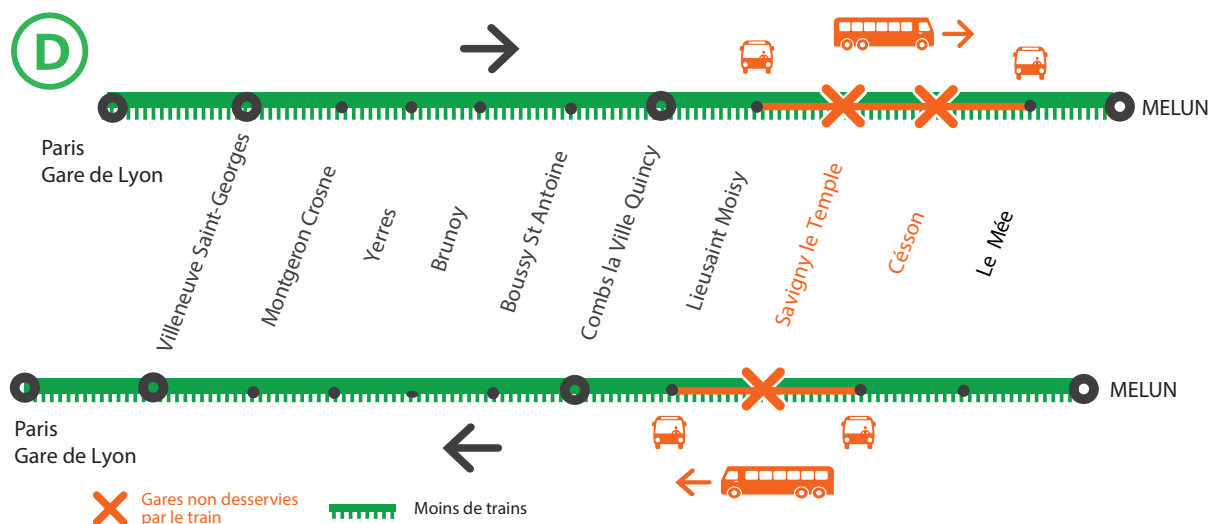 D
MELUN
Paris
Gare de Lyon
Villeneuve Saint-Georges
Montgeron Crosne
Yerres
Brunoy
Boussy St Antoine
Combs la Ville Quincy
Lieusaint Moisy
Savigny le Temple
Césson
Le Mée
MELUN
Paris
Gare de Lyon
Gares non desservies
par le train
Moins de trains